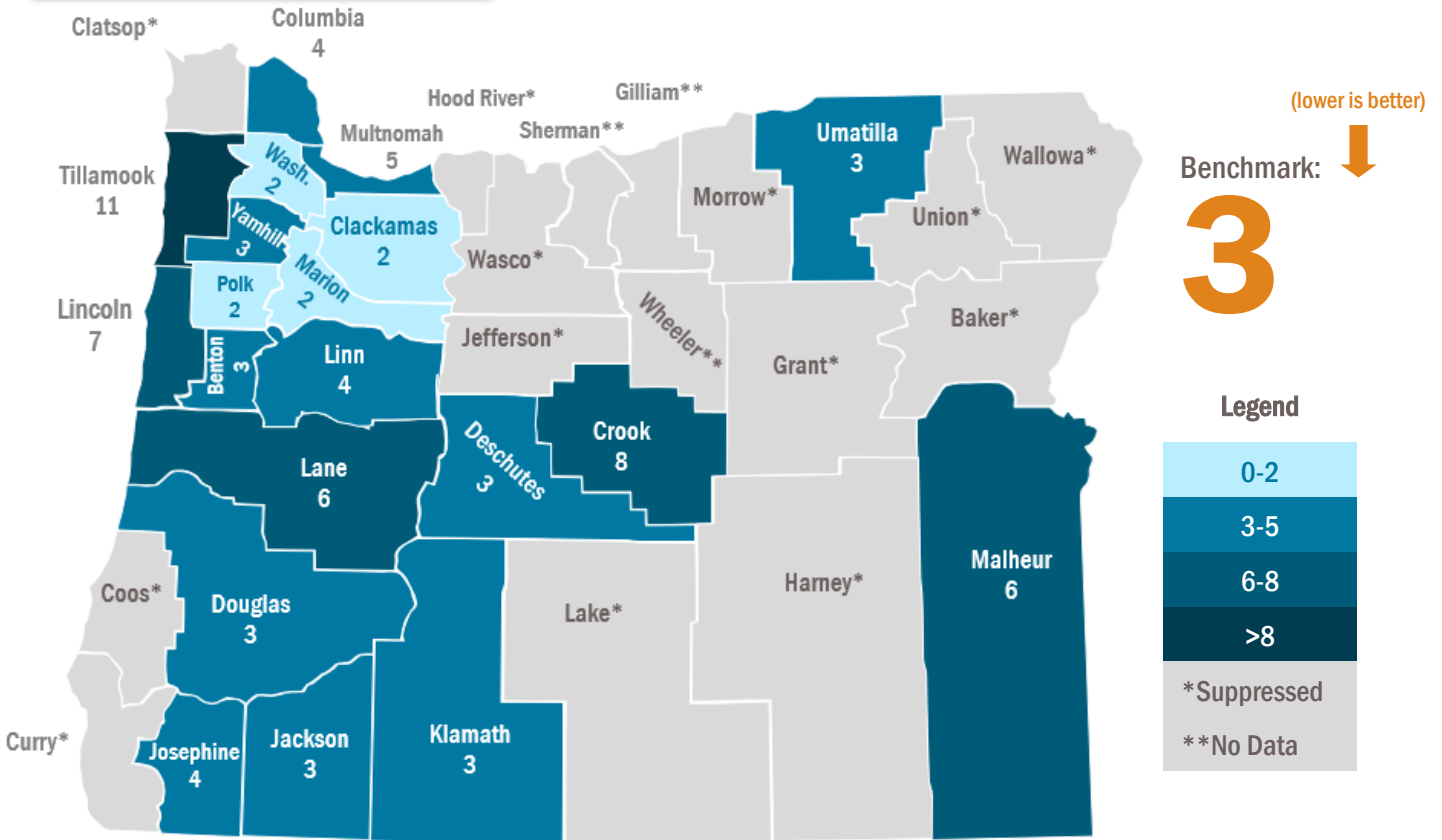 Clatsop*
Columbia
4
Hood River*
Gilliam**
Sherman**
Multnomah
5
Tillamook
11
Wash.
2
Yamhill
3
Clackamas
2
Marion
2
Polk
2
Lincoln
7
Benton
3
Linn
4
Wasco*
Morrow*
Umatilla
3
Union*
Wallowa*
Jefferson*
Wheeler**
Grant*
Baker*
Lane
6
Deschutes
3
Crook
8
Coos*
Douglas
3
Lake*
Harney*
Malheur
6
Curry*
Josephine
4
Jackson
3
Klamath
3
(lower is better)
Benchmark:
3
Legend
0-2
3-5
6-8
>8
*Suppressed
**No Data